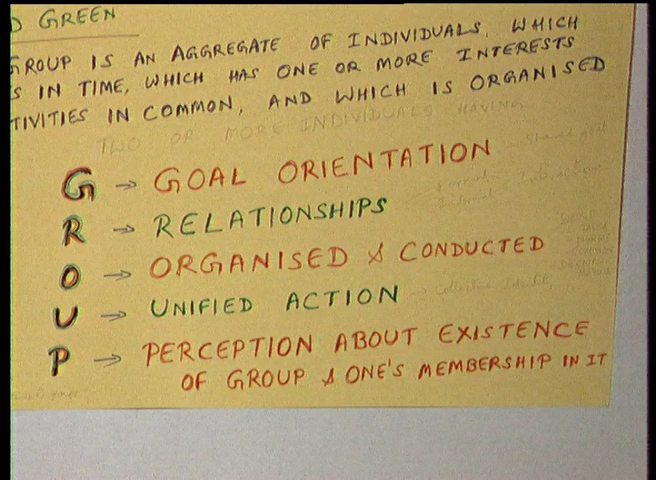 D GREEN
GROUP IS AN AGGREGATE OF INDIVIDUALS, WHICH
S IN TIME, WHICH HAS ONE OR MORE INTERESTS
TIVITIES IN COMMON, AND WHICH IS ORGANISED
TWO OR MORE INDIVIDUALS HAVING
G → GOAL ORIENTATION
R → RELATIONSHIPS
O → ORGANISED & CONDUCTED
U → UNIFIED ACTION → Collective Identity
P → PERCEPTION ABOUT EXISTENCE
OF GROUP & ONE'S MEMBERSHIP IN IT